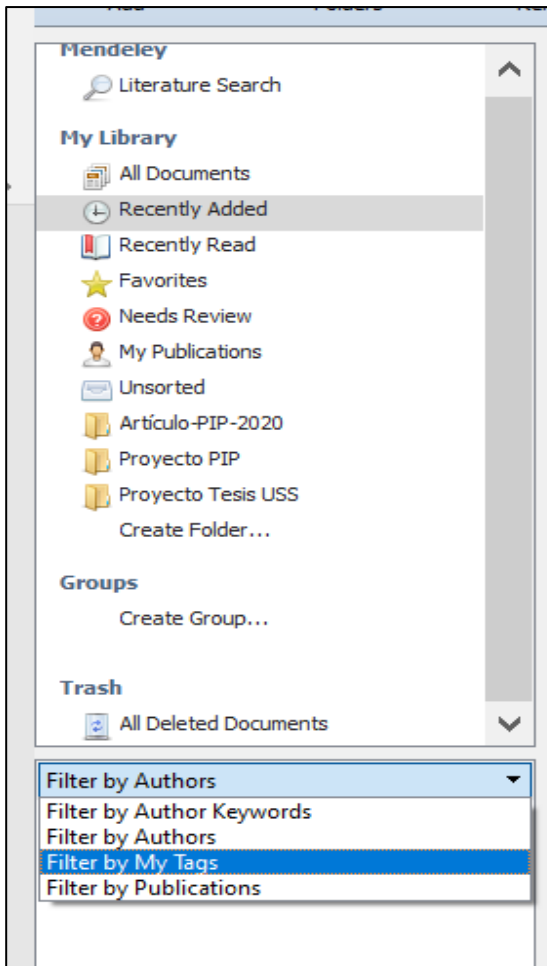 Mendeley
Literature Search
My Library
All Documents
Recently Added
Recently Read
Favorites
Needs Review
My Publications
Unsorted
Artículo-PIP-2020
Proyecto PIP
Proyecto Tesis USS
Create Folder...
Groups
Create Group...
Trash
All Deleted Documents
Filter by Authors
Filter by Author Keywords
Filter by Authors
Filter by My Tags
Filter by Publications